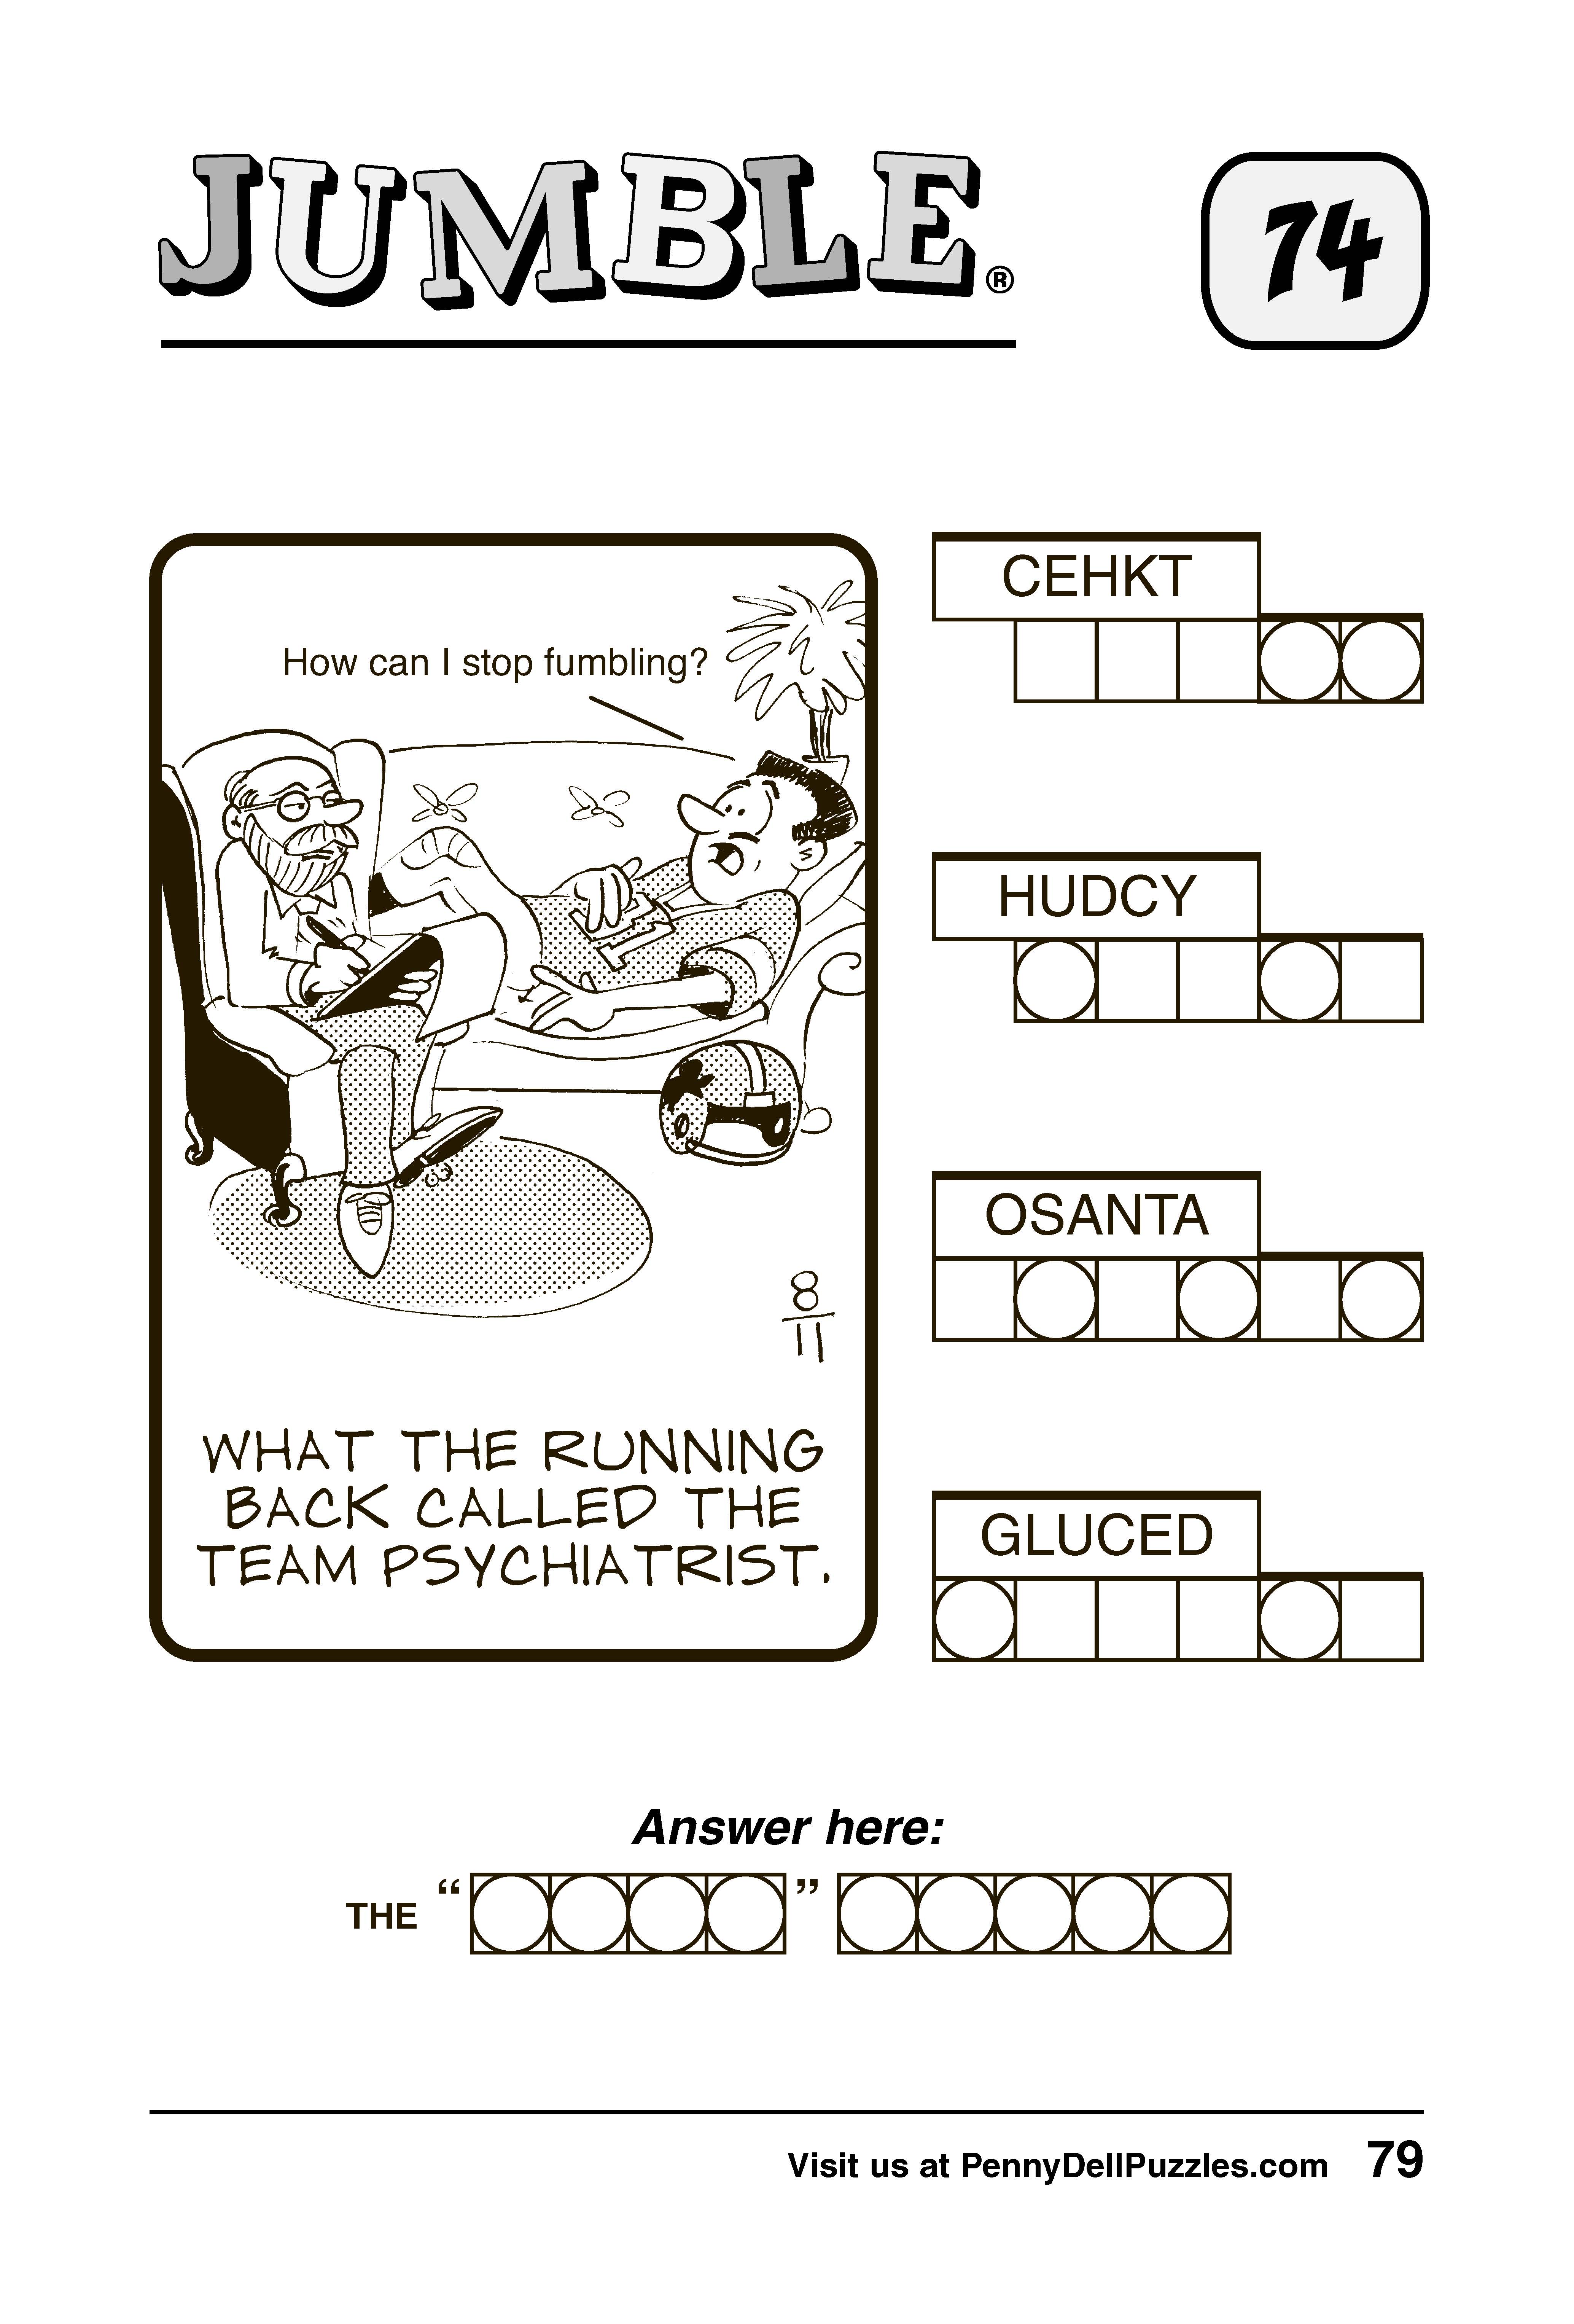 JUMBLE®
74
How can I stop fumbling?
8
11
WHAT THE RUNNING
BACK CALLED THE
TEAM PSYCHIATRIST.
CEHKT
HUDCY
OSANTA
GLUCED
Answer here:
THE “ ”
Visit us at PennyDellPuzzles.com 79